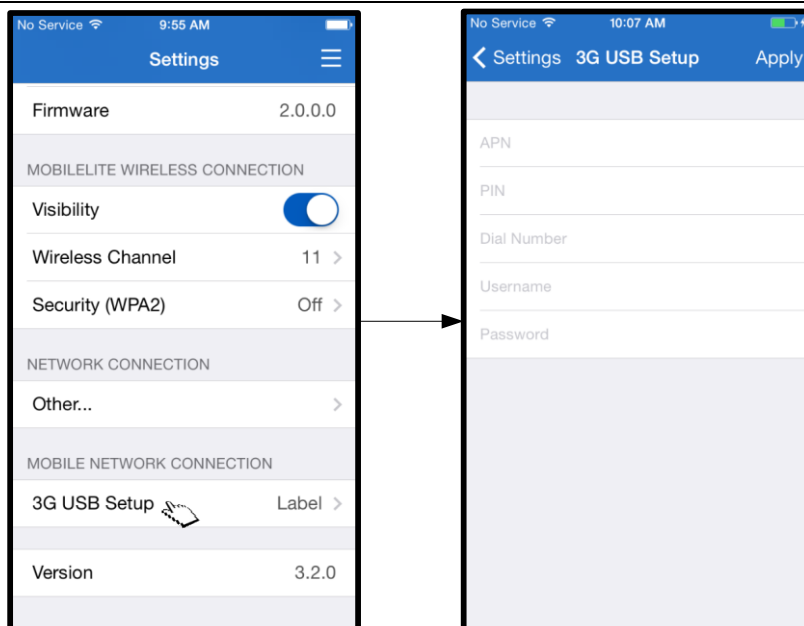 No Service 9:55 AM
Settings
Firmware 2.0.0.0
MOBILELITE WIRELESS CONNECTION
Visibility
Wireless Channel 11
Security (WPA2) Off
NETWORK CONNECTION
Other...
MOBILE NETWORK CONNECTION
3G USB Setup Label
Version 3.2.0
No Service 10:07 AM
Settings 3G USB Setup Apply
APN
PIN
Dial Number
Username
Password